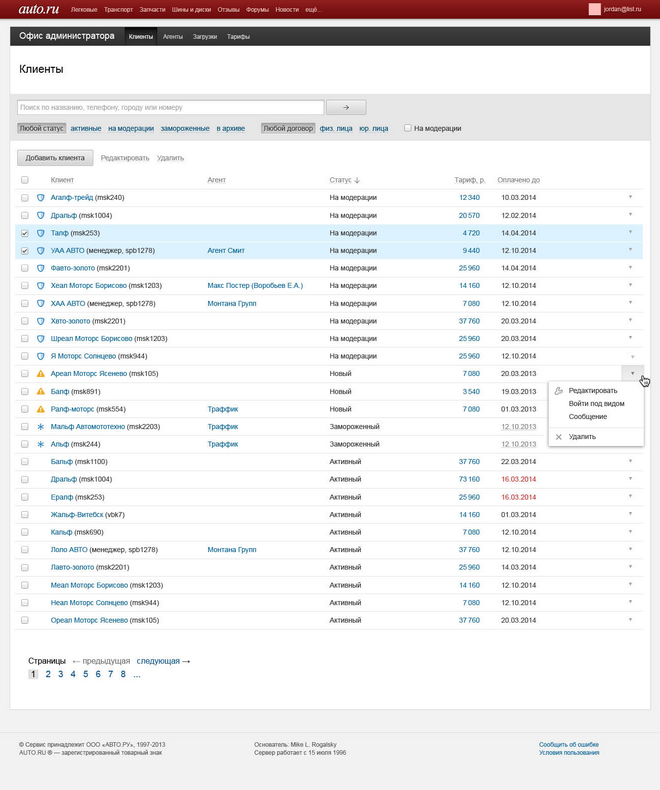 auto.ru Легковые Транспорт Запчасти Шины и диски Отзывы Форумы Новости ещё... jordan@list.ru
Офис администратора Клиенты Агенты Загрузки Тарифы
Клиенты
Поиск по названию, телефону, городу или номеру →
Любой статус активные на модерации замороженные в архиве Любой договор физ. лица юр. лица На модерации
Добавить клиента Редактировать Удалить
Клиент Агент Статус ↓ Тариф, р. Оплачено до
Агапф-трейд (msk240) На модерации 12 340 10.03.2014
Дральф (msk1004) На модерации 20 570 12.02.2014
Талф (msk253) На модерации 4 720 14.04.2014
УАА АВТО (менеджер, spb1278) Агент Смит На модерации 9 440 12.10.2014
Фавто-золото (msk2201) На модерации 25 960 14.04.2014
Хеал Моторс Борисово (msk1203) Макс Постер (Воробьев Е.А.) На модерации 14 160 12.10.2014
ХАА АВТО (менеджер, spb1278) Монтана Групп На модерации 7 080 12.10.2014
Хвто-золото (msk2201) На модерации 37 760 20.03.2014
Шреал Моторс Борисово (msk1203) На модерации 25 960 20.03.2014
Я Моторс Солнцево (msk944) На модерации 25 960 12.10.2014
Ареал Моторс Ясенево (msk105) Новый 7 080 20.03.2013
Балф (msk891) Новый 3 540 19.03.2013
Ралф-моторс (msk554) Траффик Новый 7 080 01.03.2013
Мальф Автомототехно (msk2203) Траффик Замороженный 12.10.2013
Альф (msk244) Траффик Замороженный 12.10.2013
Редактировать
Войти под видом
Сообщение
Удалить
Бальф (msk1100) Активный 37 760 22.03.2014
Дральф (msk1004) Активный 73 160 16.03.2014
Ералф (msk253) Активный 25 960 16.03.2014
Жальф-Витебск (vbk7) Активный 14 160 01.03.2014
Кальф (msk690) Активный 7 080 12.10.2014
Лоло АВТО (менеджер, spb1278) Монтана Групп Активный 37 760 12.10.2014
Лавто-золото (msk2201) Активный 25 960 14.03.2014
Меал Моторс Борисово (msk1203) Активный 14 160 12.10.2014
Неал Моторс Солнцево (msk944) Активный 7 080 12.10.2014
Ореал Моторс Ясенево (msk105) Активный 37 760 20.03.2014
Страницы ← предыдущая следующая →
1 2 3 4 5 6 7 8 ...
© Сервис принадлежит ООО «АВТО.РУ», 1997-2013 Основатель: Mike L. Rogalsky Сообщить об ошибке
AUTO.RU ® — зарегистрированный товарный знак Сервер работает с 15 июля 1996 Условия пользования